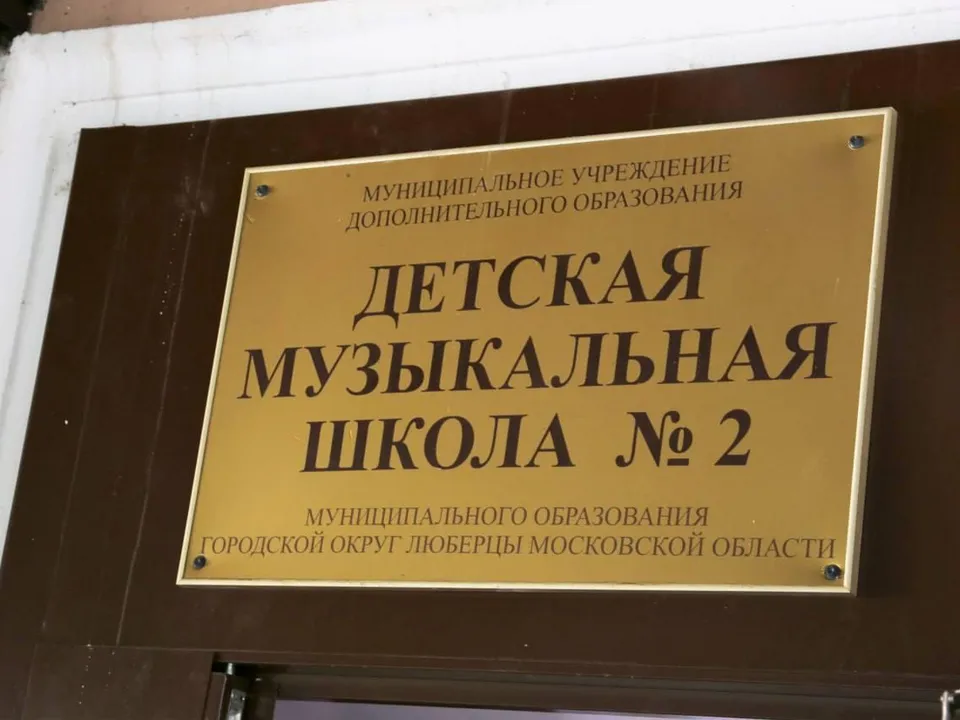 МУНИЦИПАЛЬНОЕ УЧРЕЖДЕНИЕ
ДОПОЛНИТЕЛЬНОГО ОБРАЗОВАНИЯ
ДЕТСКАЯ
МУЗЫКАЛЬНАЯ
ШКОЛА № 2
МУНИЦИПАЛЬНОГО ОБРАЗОВАНИЯ
ГОРОДСКОЙ ОКРУГ ЛЮБЕРЦЫ МОСКОВСКОЙ ОБЛАСТИ